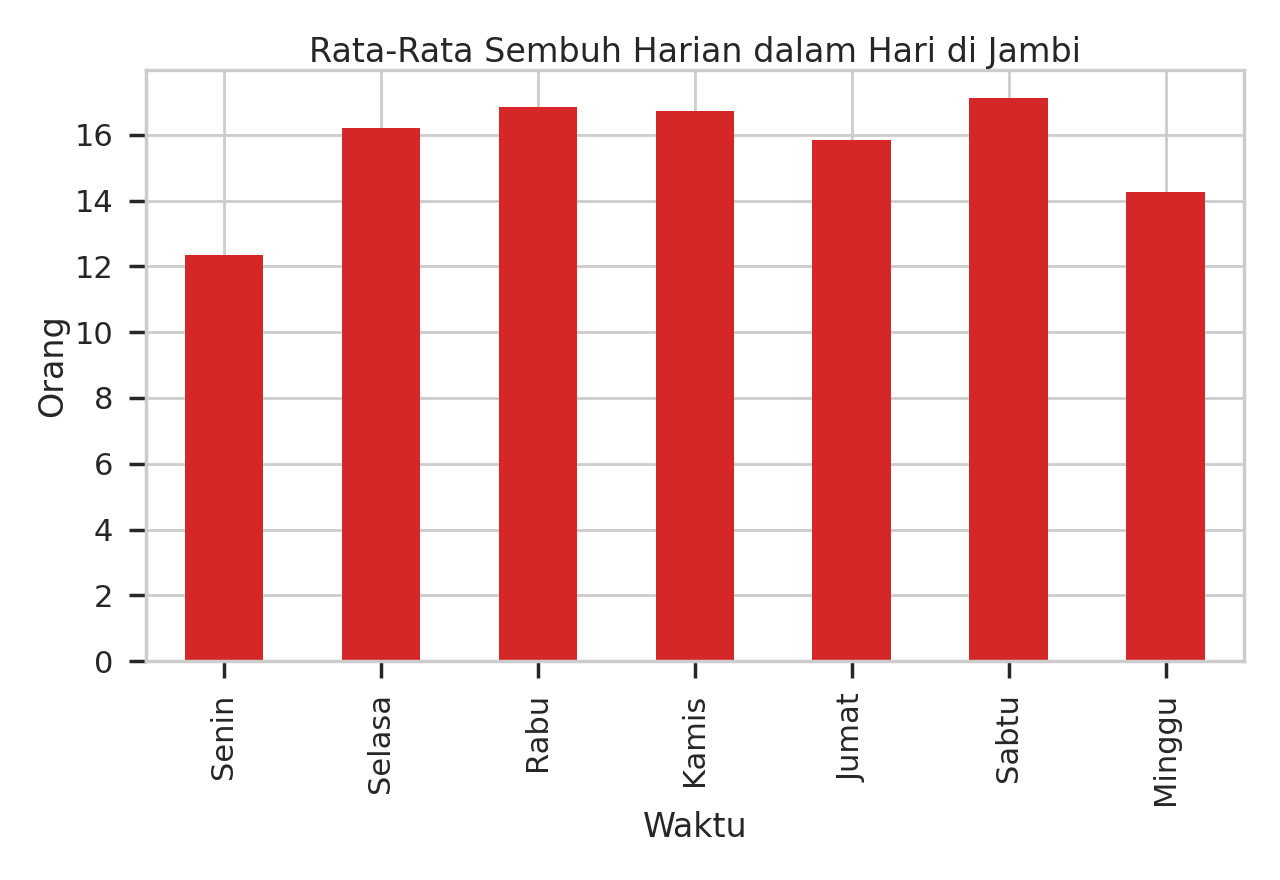 Rata-Rata Sembuh Harian dalam Hari di Jambi
Orang
16
14
12
10
8
6
4
2
0
Senin
Selasa
Rabu
Kamis
Jumat
Sabtu
Minggu
Waktu